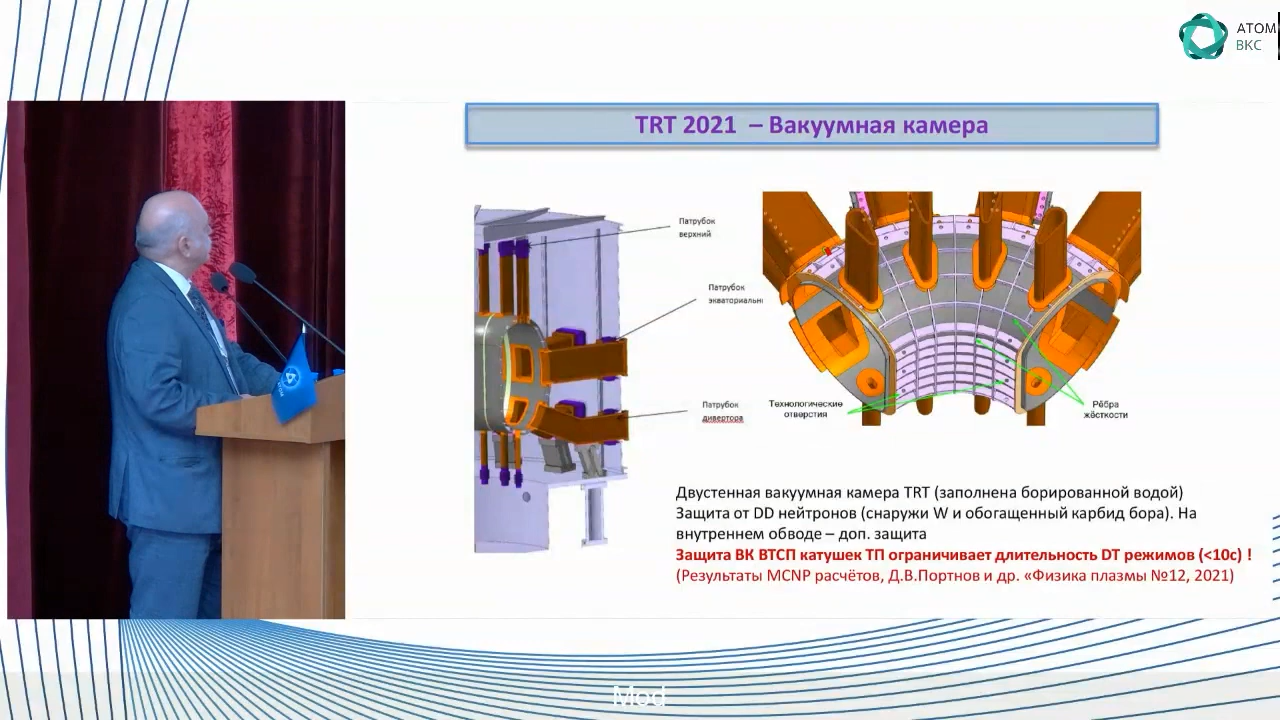 АТОМ
ВКС
TRT 2021 – Вакуумная камера
Патрубок
верхний
Патрубок
экваториальн
Патрубок
дивертора
Технологические
отверстия
Рёбра
жёсткости
Двустенная вакуумная камера TRT (заполнена борированной водой)
Защита от DD нейтронов (снаружи W и обогащенный карбид бора). На
внутреннем обводе – доп. защита
Защита ВК ВТСП катушек ТП ограничивает длительность DT режимов (<10с) !
(Результаты MCNP расчётов, Д.В.Портнов и др. «Физика плазмы №12, 2021)
Mod